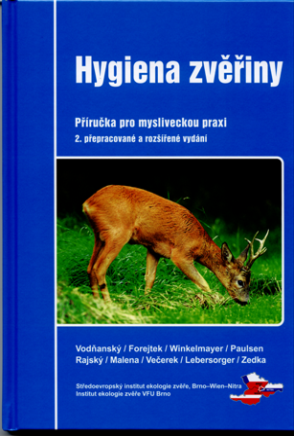 Hygiena zvěřiny
Příručka pro mysliveckou praxi
2. přepracované a rozšířené vydání
Vodňanský / Forejtek / Winkelmayer / Paulsen
Rajský / Malena / Večerek / Lebersorger / Zedka
Středoevropský institut ekologie zvěře, Brno–Wien–Nitra
Institut ekologie zvěře VFU Brno